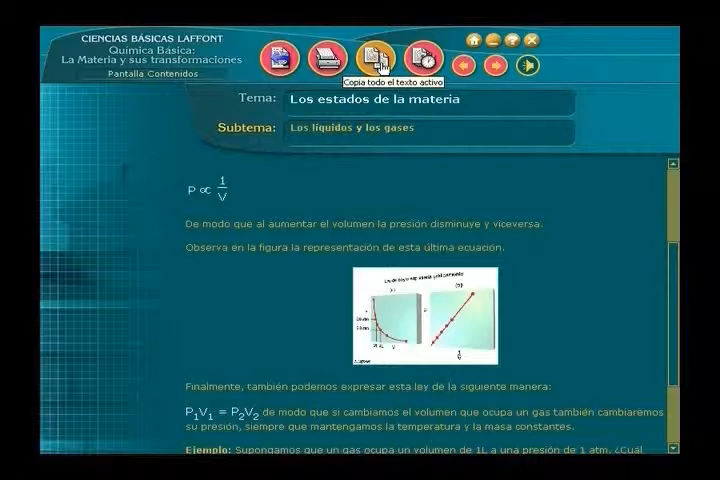 CIENCIAS BÁSICAS LAFFONT
Química Básica:
La Materia y sus transformaciones
Pantalla Contenidos
Copia todo el texto activo
Tema: Los estados de la materia
Subtema: Los líquidos y los gases
P ∝ 1/V
De modo que al aumentar el volumen la presión disminuye y viceversa.
Observa en la figura la representación de esta última ecuación.
(a) (b)
P
V
1/V
Finalmente, también podemos expresar esta ley de la siguiente manera:
P₁V₁ = P₂V₂ de modo que si cambiamos el volumen que ocupa un gas también cambiaremos
su presión, siempre que mantengamos la temperatura y la masa constantes.
Ejemplo: Supongamos que un gas ocupa un volumen de 1L a una presión de 1 atm. ¿Cuál